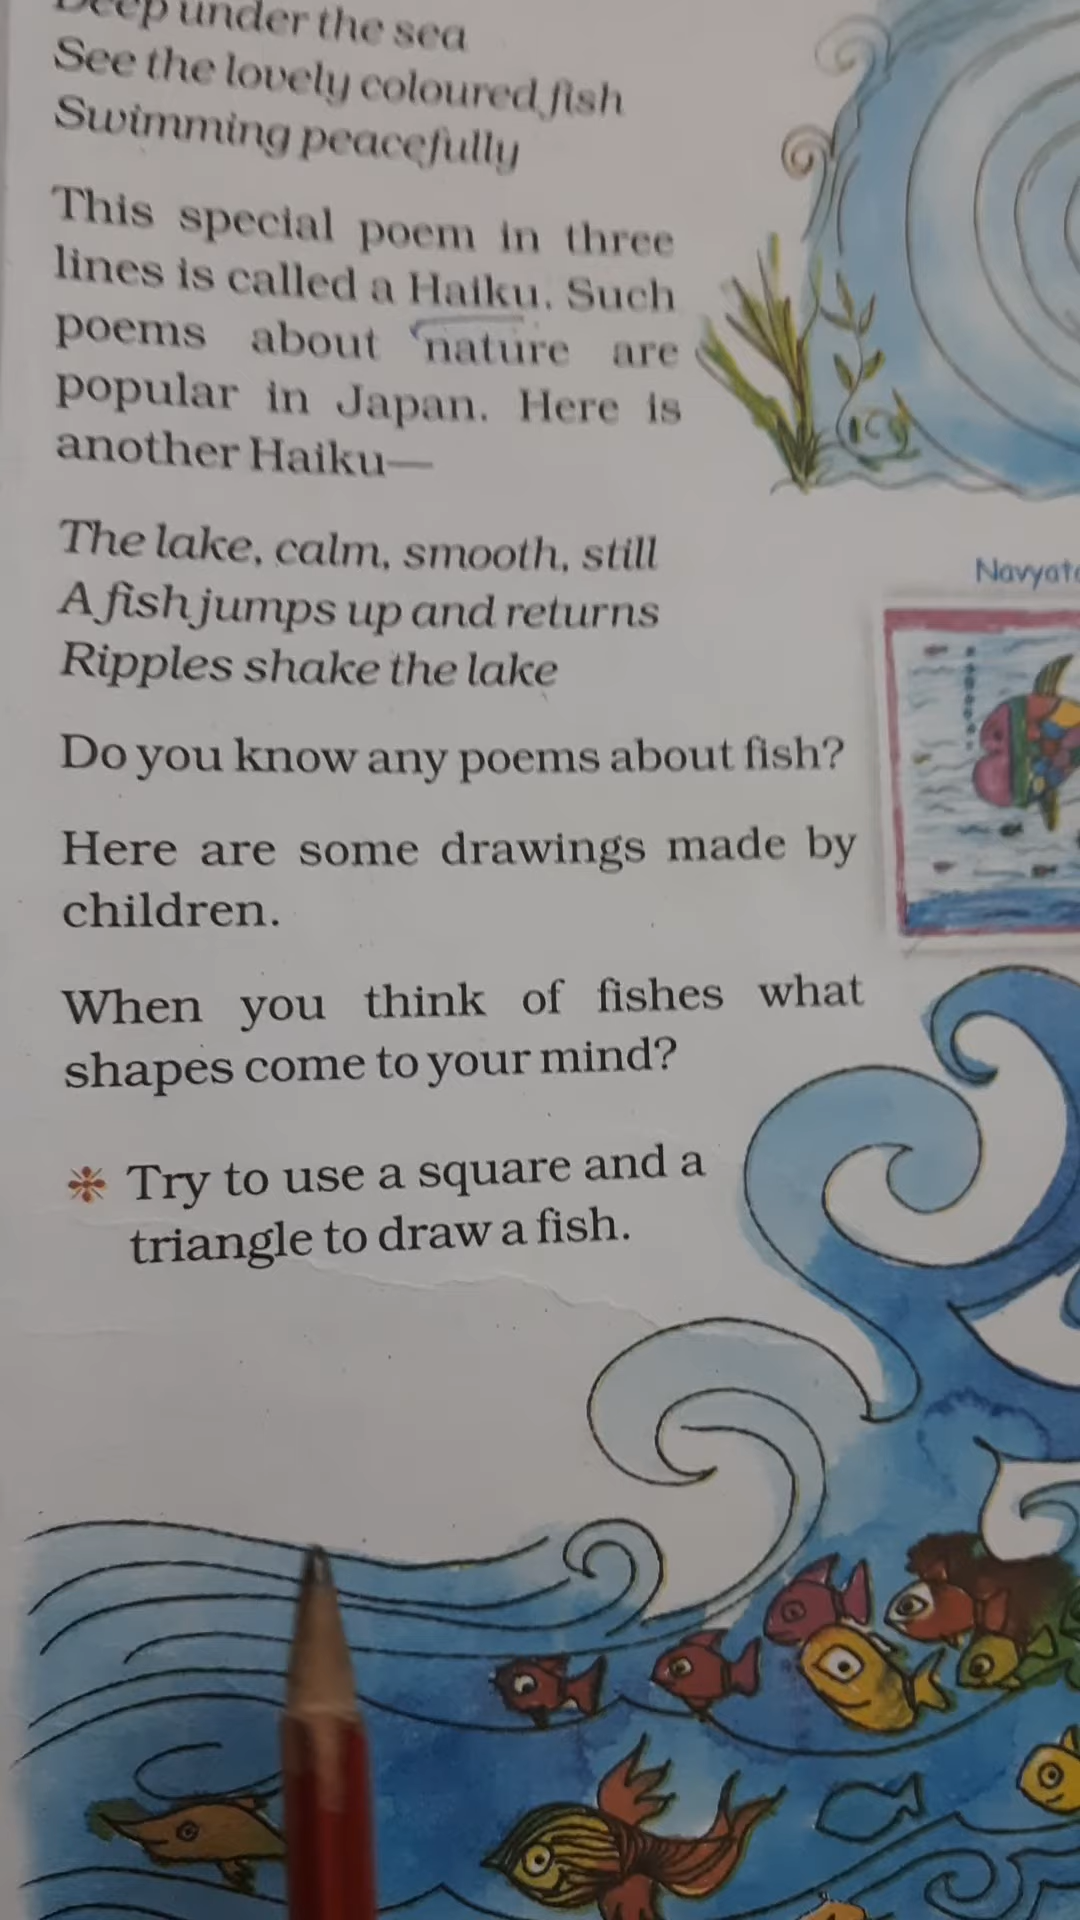 Deep under the sea
See the lovely coloured fish
Swimming peacefully
This special poem in three
lines is called a Haiku. Such
poems about nature are
popular in Japan. Here is
another Haiku—
The lake, calm, smooth, still
A fish jumps up and returns
Ripples shake the lake
Do you know any poems about fish?
Here are some drawings made by
children.
When you think of fishes what
shapes come to your mind?
Try to use a square and a
triangle to draw a fish.